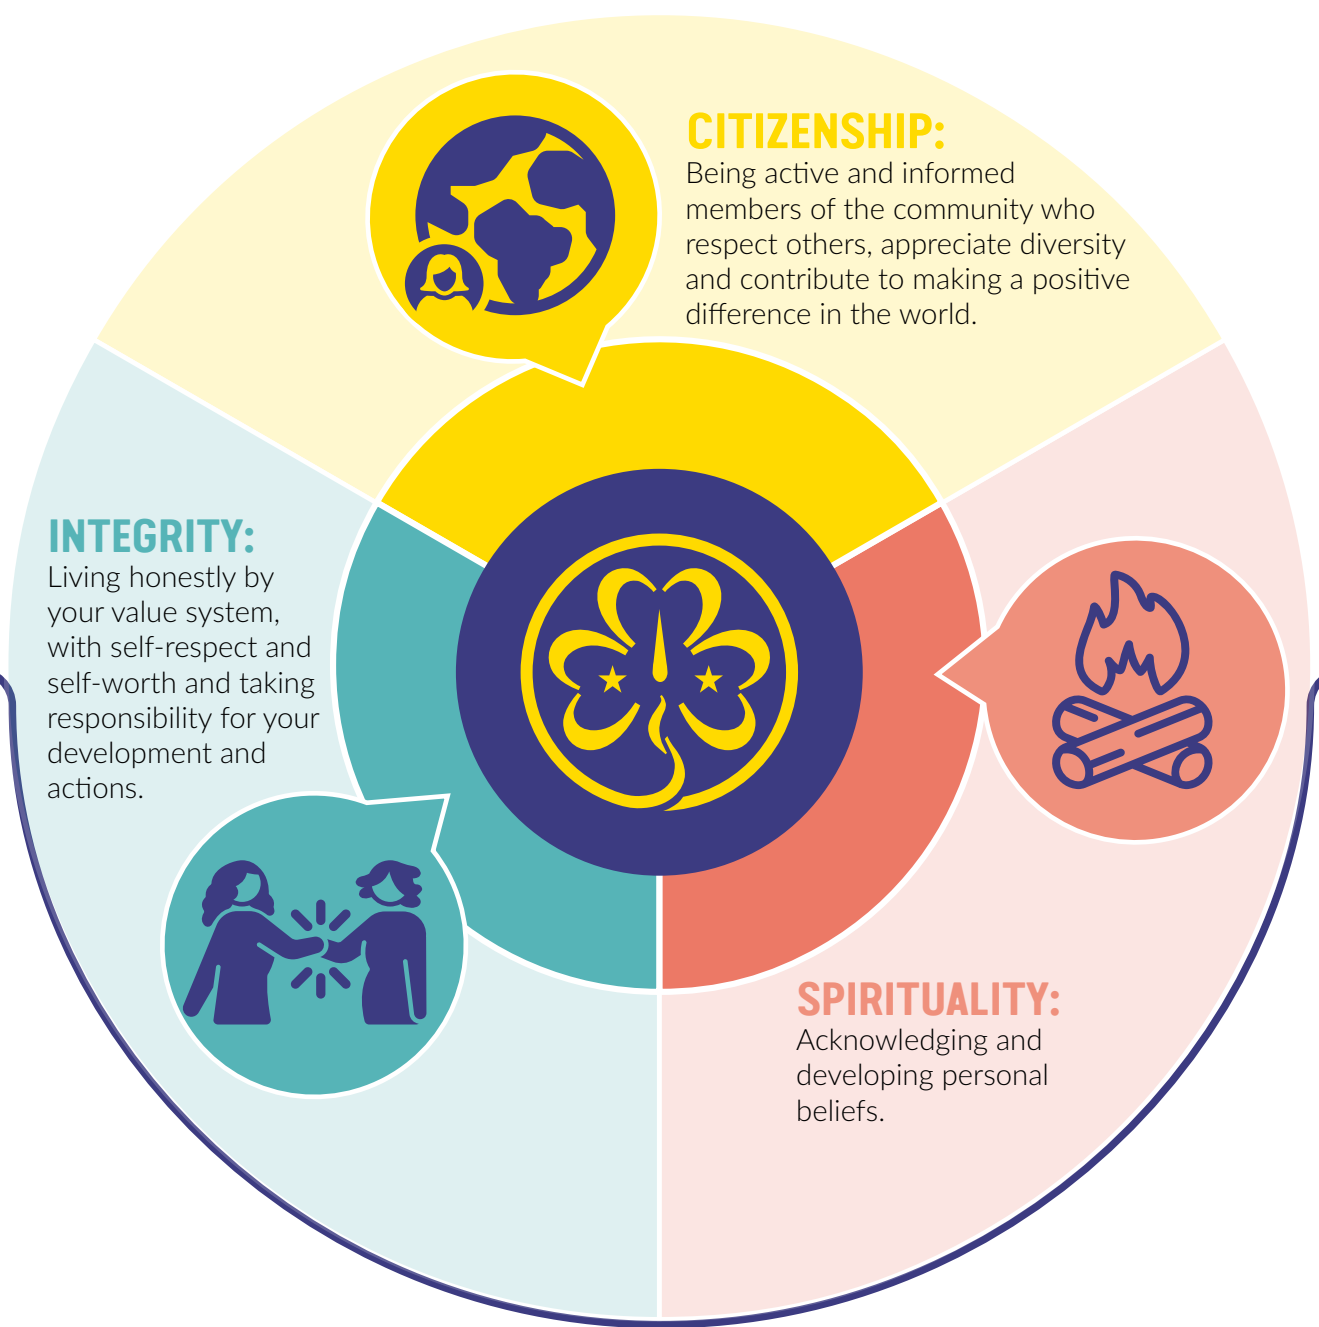 CITIZENSHIP:
Being active and informed
members of the community who
respect others, appreciate diversity
and contribute to making a positive
difference in the world.
INTEGRITY:
Living honestly by
your value system,
with self-respect and
self-worth and taking
responsibility for your
development and
actions.
SPIRITUALITY:
Acknowledging and
developing personal
beliefs.